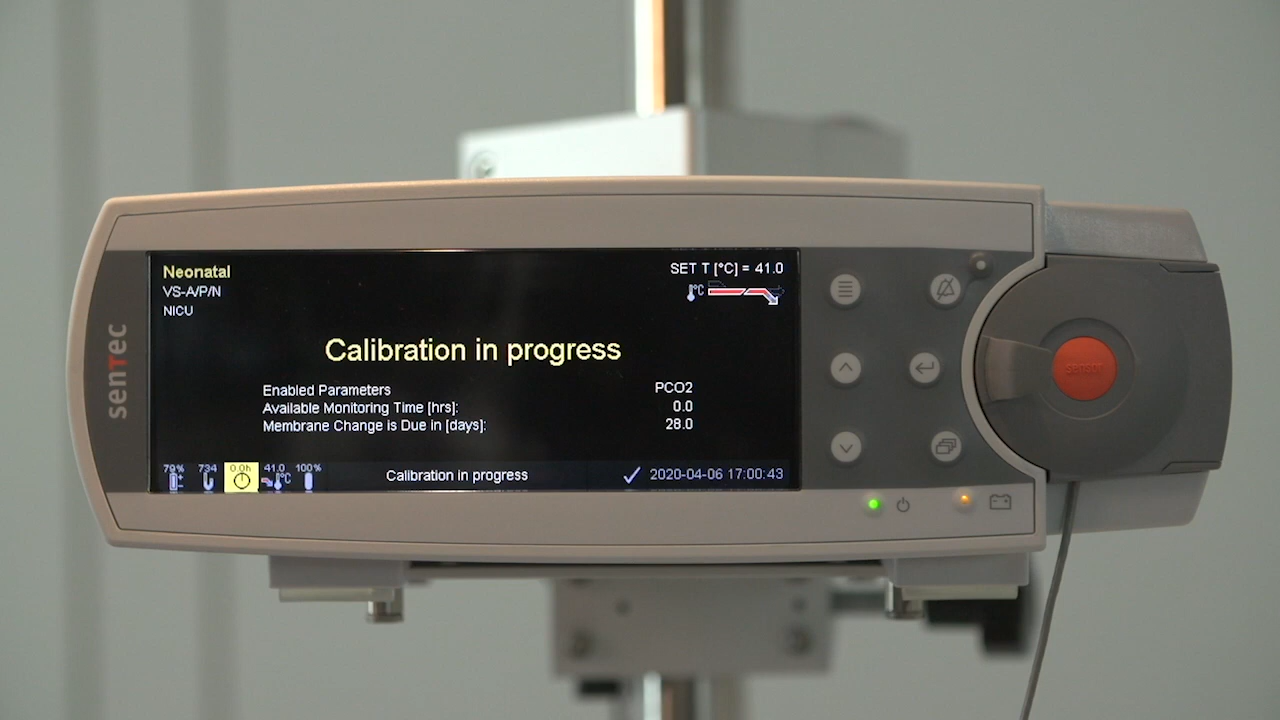 Neonatal
SET T [°C] = 41.0
VS-A/P/N
°C
NICU
Calibration in progress
Enabled Parameters PCO2
Available Monitoring Time [hrs]: 0.0
Membrane Change is Due in [days]: 28.0
79% 734 0.0h 41.0 100%
°C
Calibration in progress 2020-04-06 17:00:43
senTec
sensor